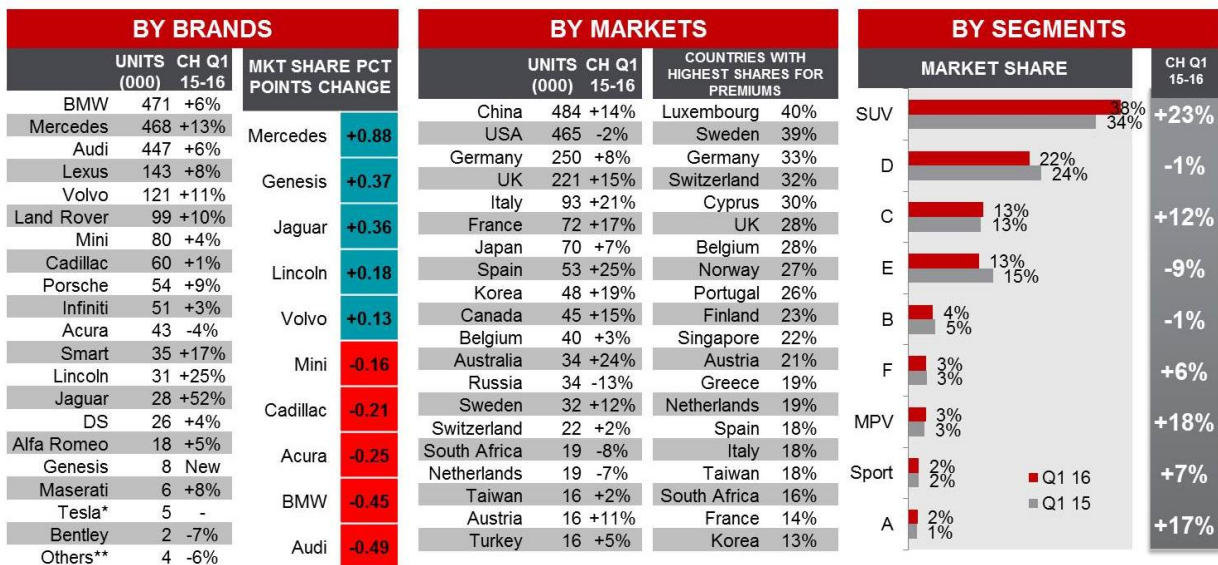 BY BRANDS
UNITS (000) CH Q1 15-16
BMW 471 +6%
Mercedes 468 +13%
Audi 447 +6%
Lexus 143 +8%
Volvo 121 +11%
Land Rover 99 +10%
Mini 80 +4%
Cadillac 60 +1%
Porsche 54 +9%
Infiniti 51 +3%
Acura 43 -4%
Smart 35 +17%
Lincoln 31 +25%
Jaguar 28 +52%
DS 26 +4%
Alfa Romeo 18 +5%
Genesis 8 New
Maserati 6 +8%
Tesla* 5 -
Bentley 2 -7%
Others** 4 -6%
MKT SHARE PCT
POINTS CHANGE
Mercedes +0.88
Genesis +0.37
Jaguar +0.36
Lincoln +0.18
Volvo +0.13
Mini -0.16
Cadillac -0.21
Acura -0.25
BMW -0.45
Audi -0.49
BY MARKETS
UNITS (000) CH Q1 15-16
China 484 +14%
USA 465 -2%
Germany 250 +8%
UK 221 +15%
Italy 93 +21%
France 72 +17%
Japan 70 +7%
Spain 53 +25%
Korea 48 +19%
Canada 45 +15%
Belgium 40 +3%
Australia 34 +24%
Russia 34 -13%
Sweden 32 +12%
Switzerland 22 +2%
South Africa 19 -8%
Netherlands 19 -7%
Taiwan 16 +2%
Austria 16 +11%
Turkey 16 +5%
COUNTRIES WITH
HIGHEST SHARES FOR
PREMIUMS
Luxembourg 40%
Sweden 39%
Germany 33%
Switzerland 32%
Cyprus 30%
UK 28%
Belgium 28%
Norway 27%
Portugal 26%
Finland 23%
Singapore 22%
Austria 21%
Greece 19%
Netherlands 19%
Spain 18%
Italy 18%
Taiwan 18%
South Africa 16%
France 14%
Korea 13%
BY SEGMENTS
MARKET SHARE
CH Q1
15-16
SUV 38% 34% +23%
D 22% 24% -1%
C 13% 13% +12%
E 13% 15% -9%
B 4% 5% -1%
F 3% 3% +6%
MPV 3% 3% +18%
Sport 2% 2% +7%
A 2% 1% +17%
Q1 16
Q1 15